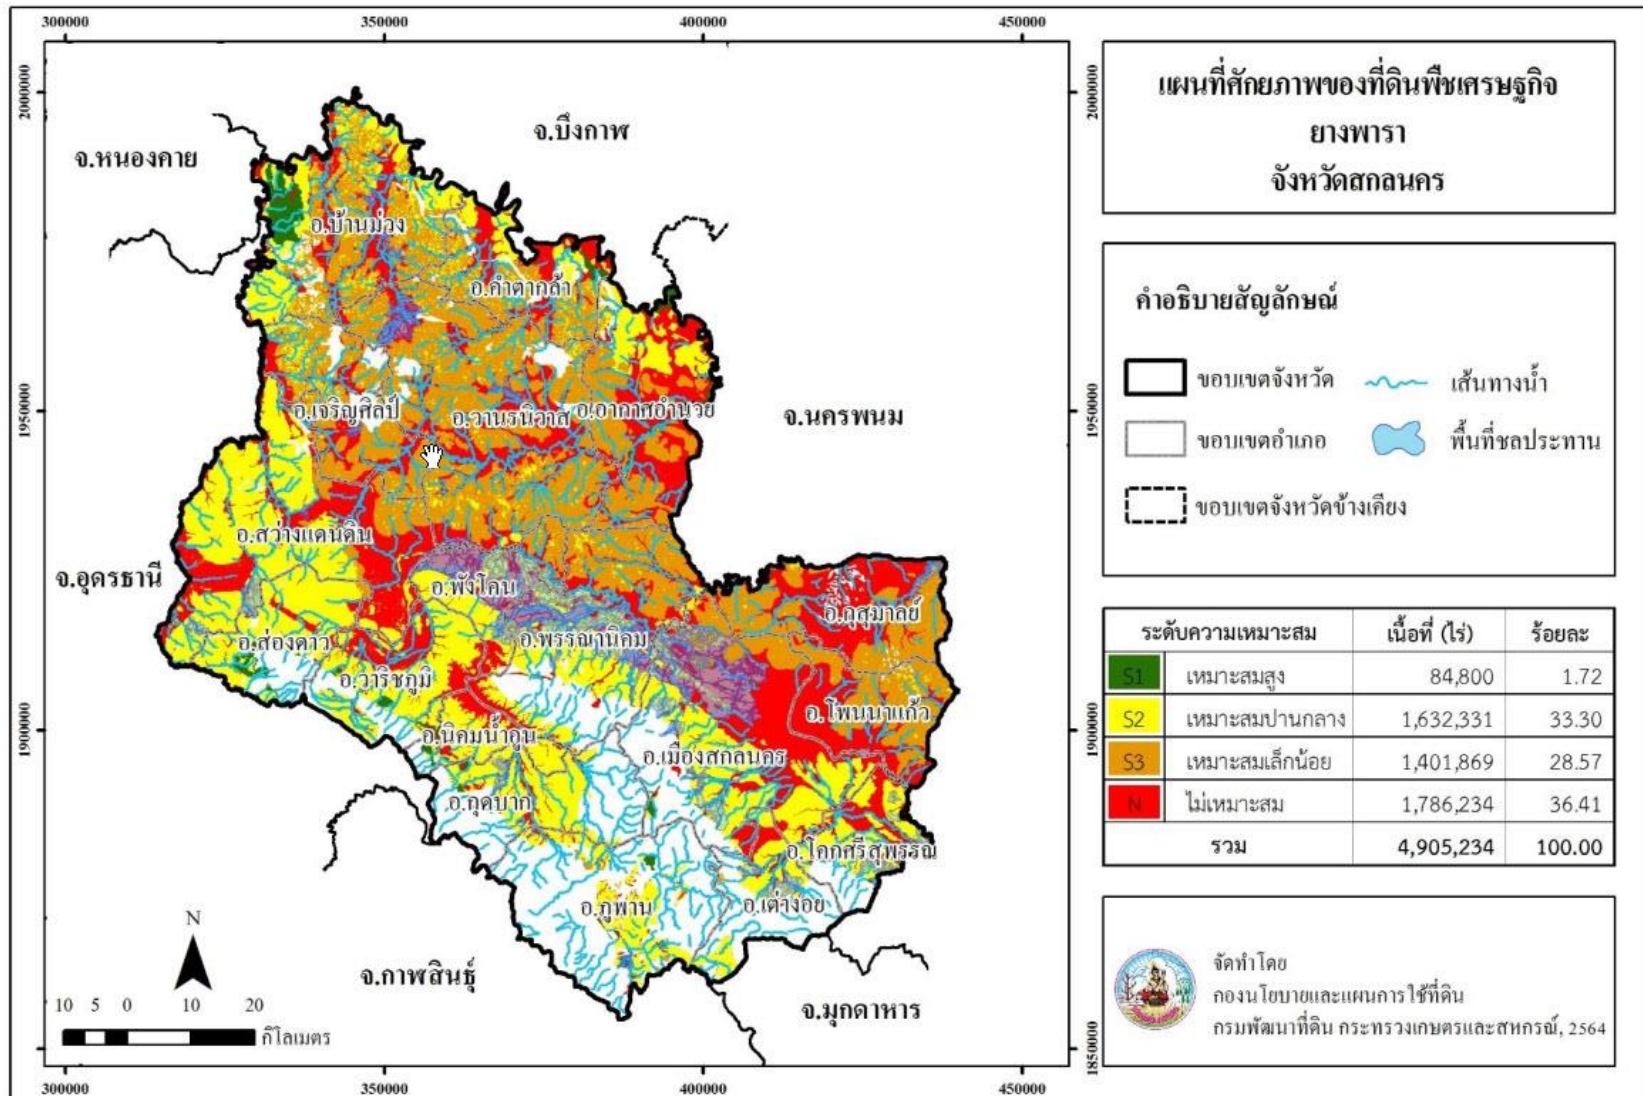 300000 350000 400000 450000
2000000
1950000
1900000
1850000
2000000
1950000
1900000
1850000
จ.บึงกาฬ
จ.หนองคาย
อ.บ้านม่วง
อ.คำตากล้า
อ.เจริญศิลป์
อ.วานรนิวาส
อ.อากาศอำนวย
จ.นครพนม
อ.สว่างแดนดิน
จ.อุดรธานี
อ.พังโคน
อ.กุสุมาลย์
อ.ส่องดาว
อ.พรรณานิคม
อ.วาริชภูมิ
อ.โพนนาแก้ว
อ.นิคมน้ำอูน
อ.เมืองสกลนคร
อ.กุดบาก
อ.โคกศรีสุพรรณ
อ.ภูพาน
อ.เต่างอย
จ.กาฬสินธุ์
จ.มุกดาหาร
N
10 5 0 10 20
กิโลเมตร
300000 350000 400000 450000
แผนที่ศักยภาพของที่ดินพืชเศรษฐกิจ
ยางพารา
จังหวัดสกลนคร
คำอธิบายสัญลักษณ์
ขอบเขตจังหวัด เส้นทางน้ำ
ขอบเขตอำเภอ พื้นที่ชลประทาน
ขอบเขตจังหวัดข้างเคียง
ระดับความเหมาะสม เนื้อที่ (ไร่) ร้อยละ
S1 เหมาะสมสูง 84,800 1.72
S2 เหมาะสมปานกลาง 1,632,331 33.30
S3 เหมาะสมเล็กน้อย 1,401,869 28.57
N ไม่เหมาะสม 1,786,234 36.41
รวม 4,905,234 100.00
จัดทำโดย
กองนโยบายและแผนการใช้ที่ดิน
กรมพัฒนาที่ดิน กระทรวงเกษตรและสหกรณ์, 2564